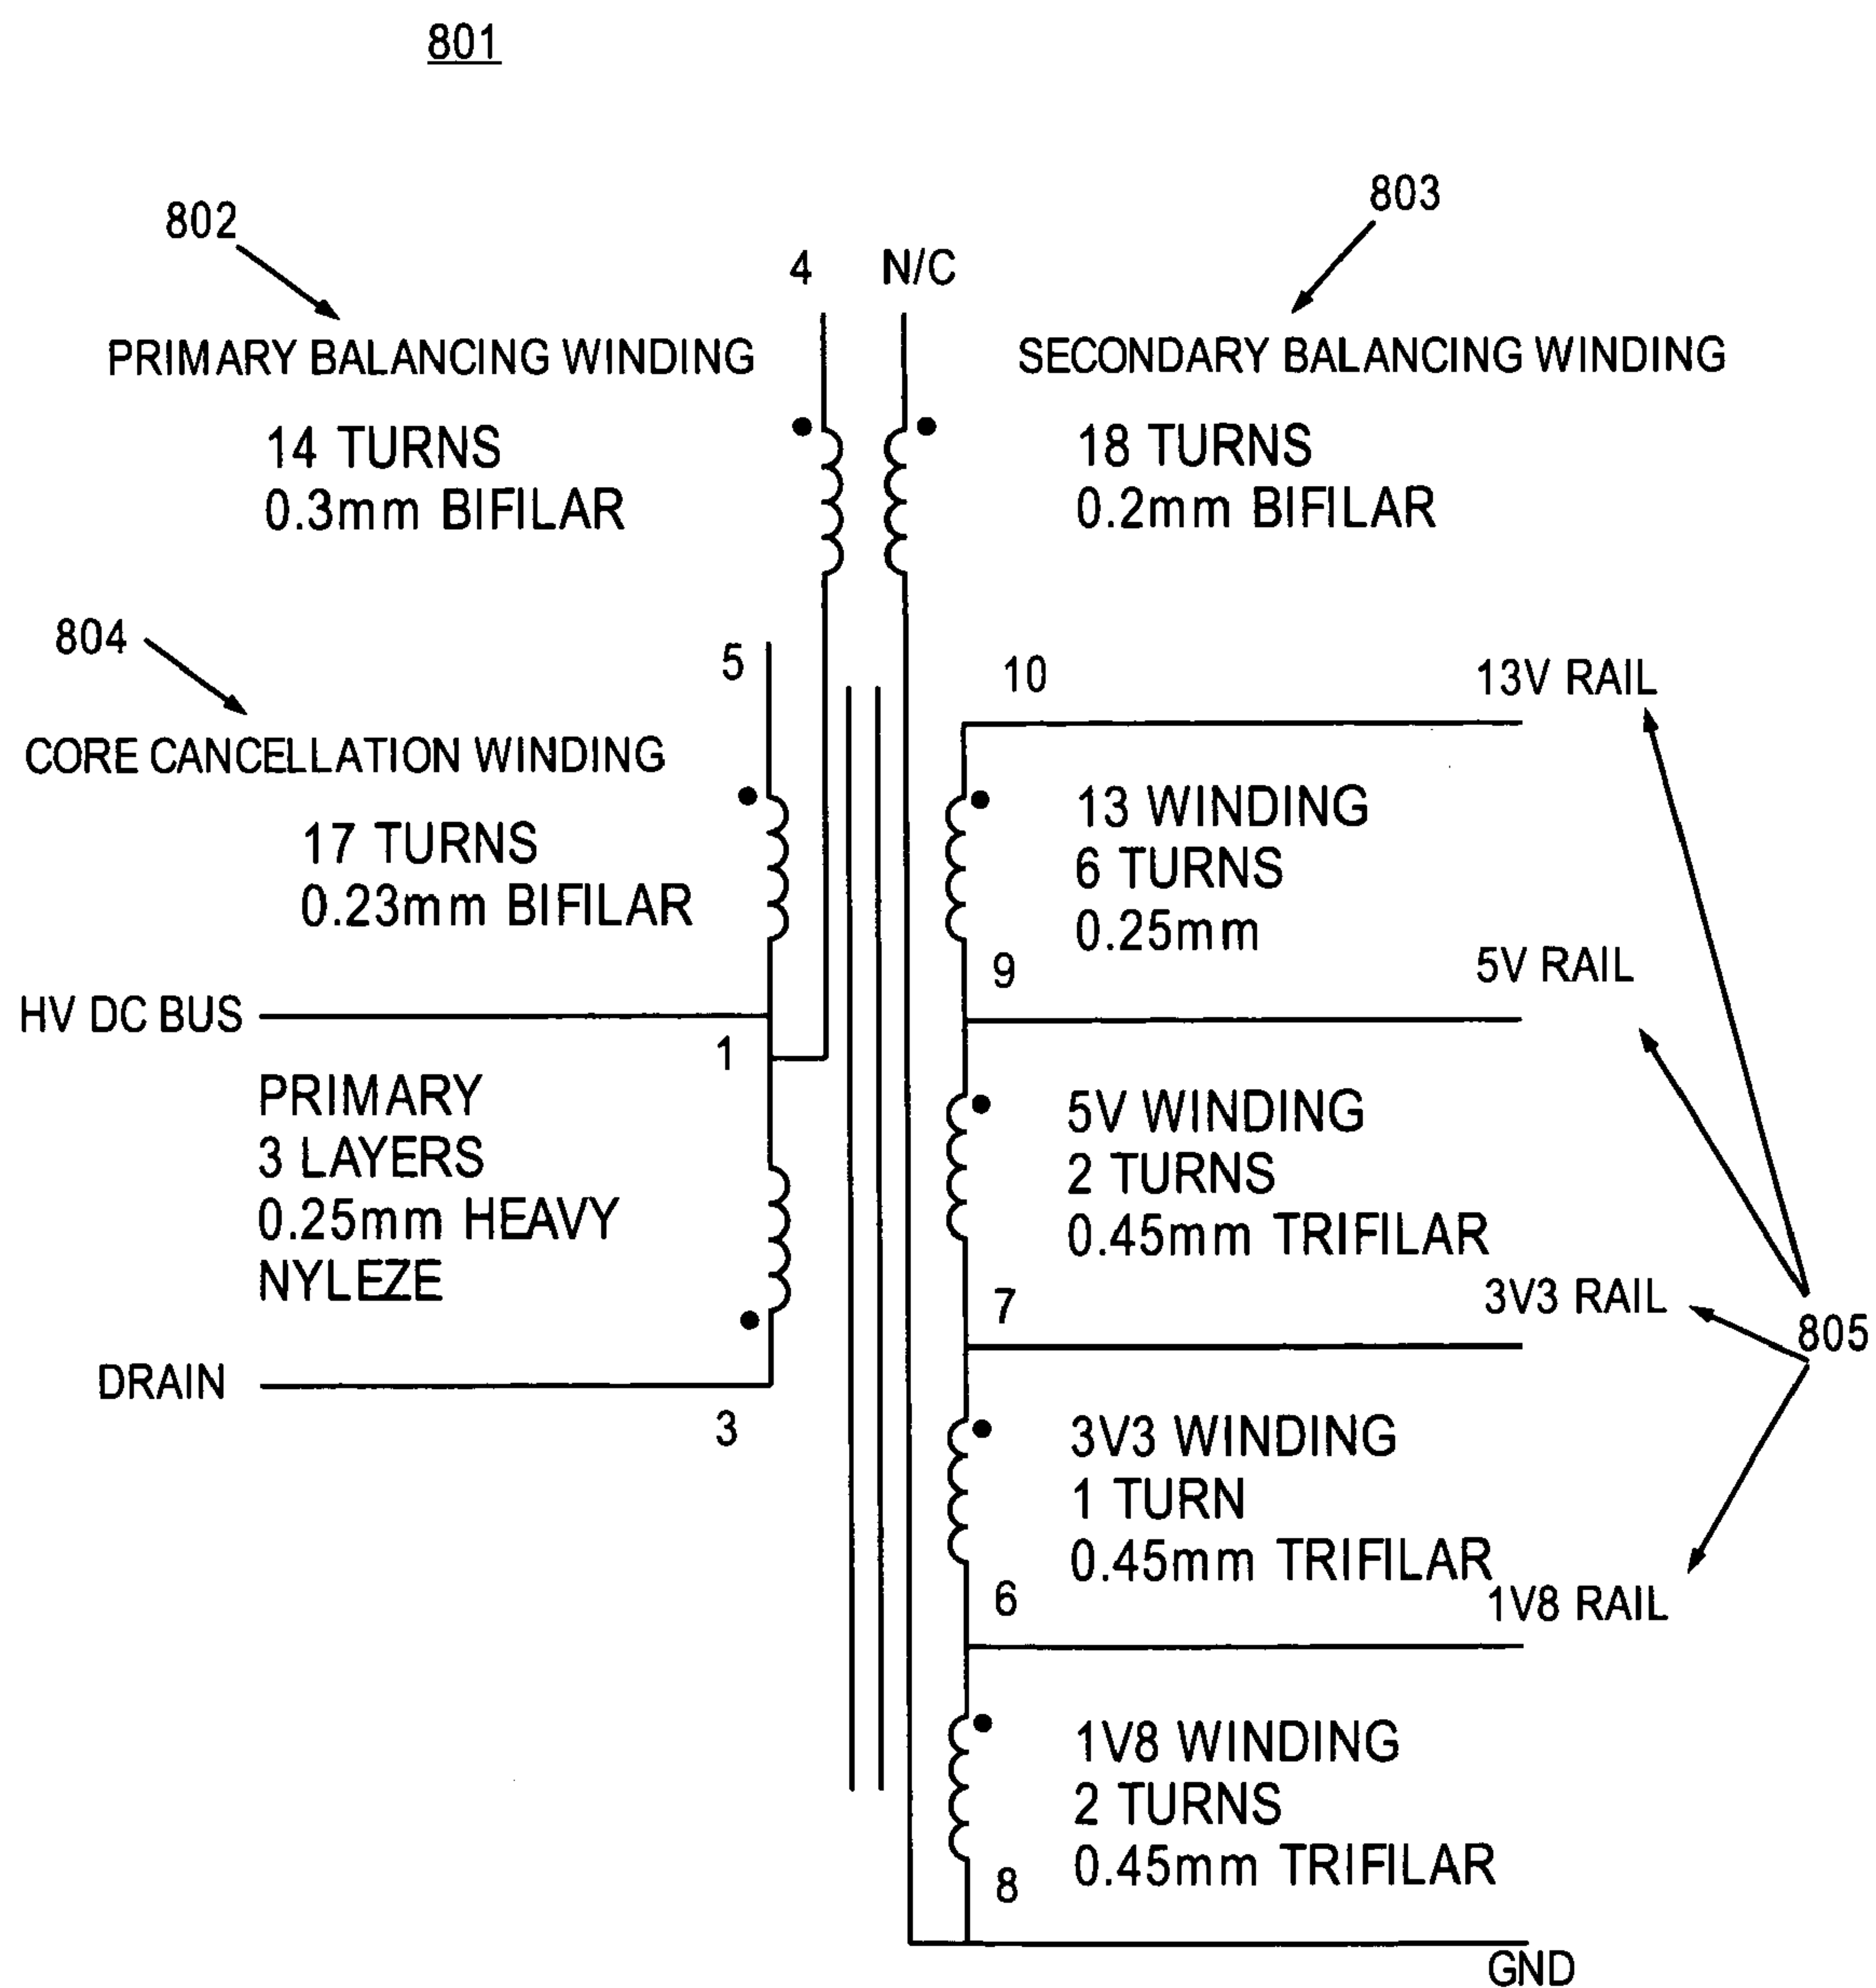 801
802
803
4
N/C
PRIMARY BALANCING WINDING
14 TURNS
0.3mm BIFILAR
SECONDARY BALANCING WINDING
18 TURNS
0.2mm BIFILAR
804
5
CORE CANCELLATION WINDING
17 TURNS
0.23mm BIFILAR
10
13V RAIL
13 WINDING
6 TURNS
0.25mm
9
5V RAIL
HV DC BUS
1
PRIMARY
3 LAYERS
0.25mm HEAVY
NYLEZE
5V WINDING
2 TURNS
0.45mm TRIFILAR
7
3V3 RAIL
805
DRAIN
3
3V3 WINDING
1 TURN
0.45mm TRIFILAR
6
1V8 RAIL
1V8 WINDING
2 TURNS
0.45mm TRIFILAR
8
GND